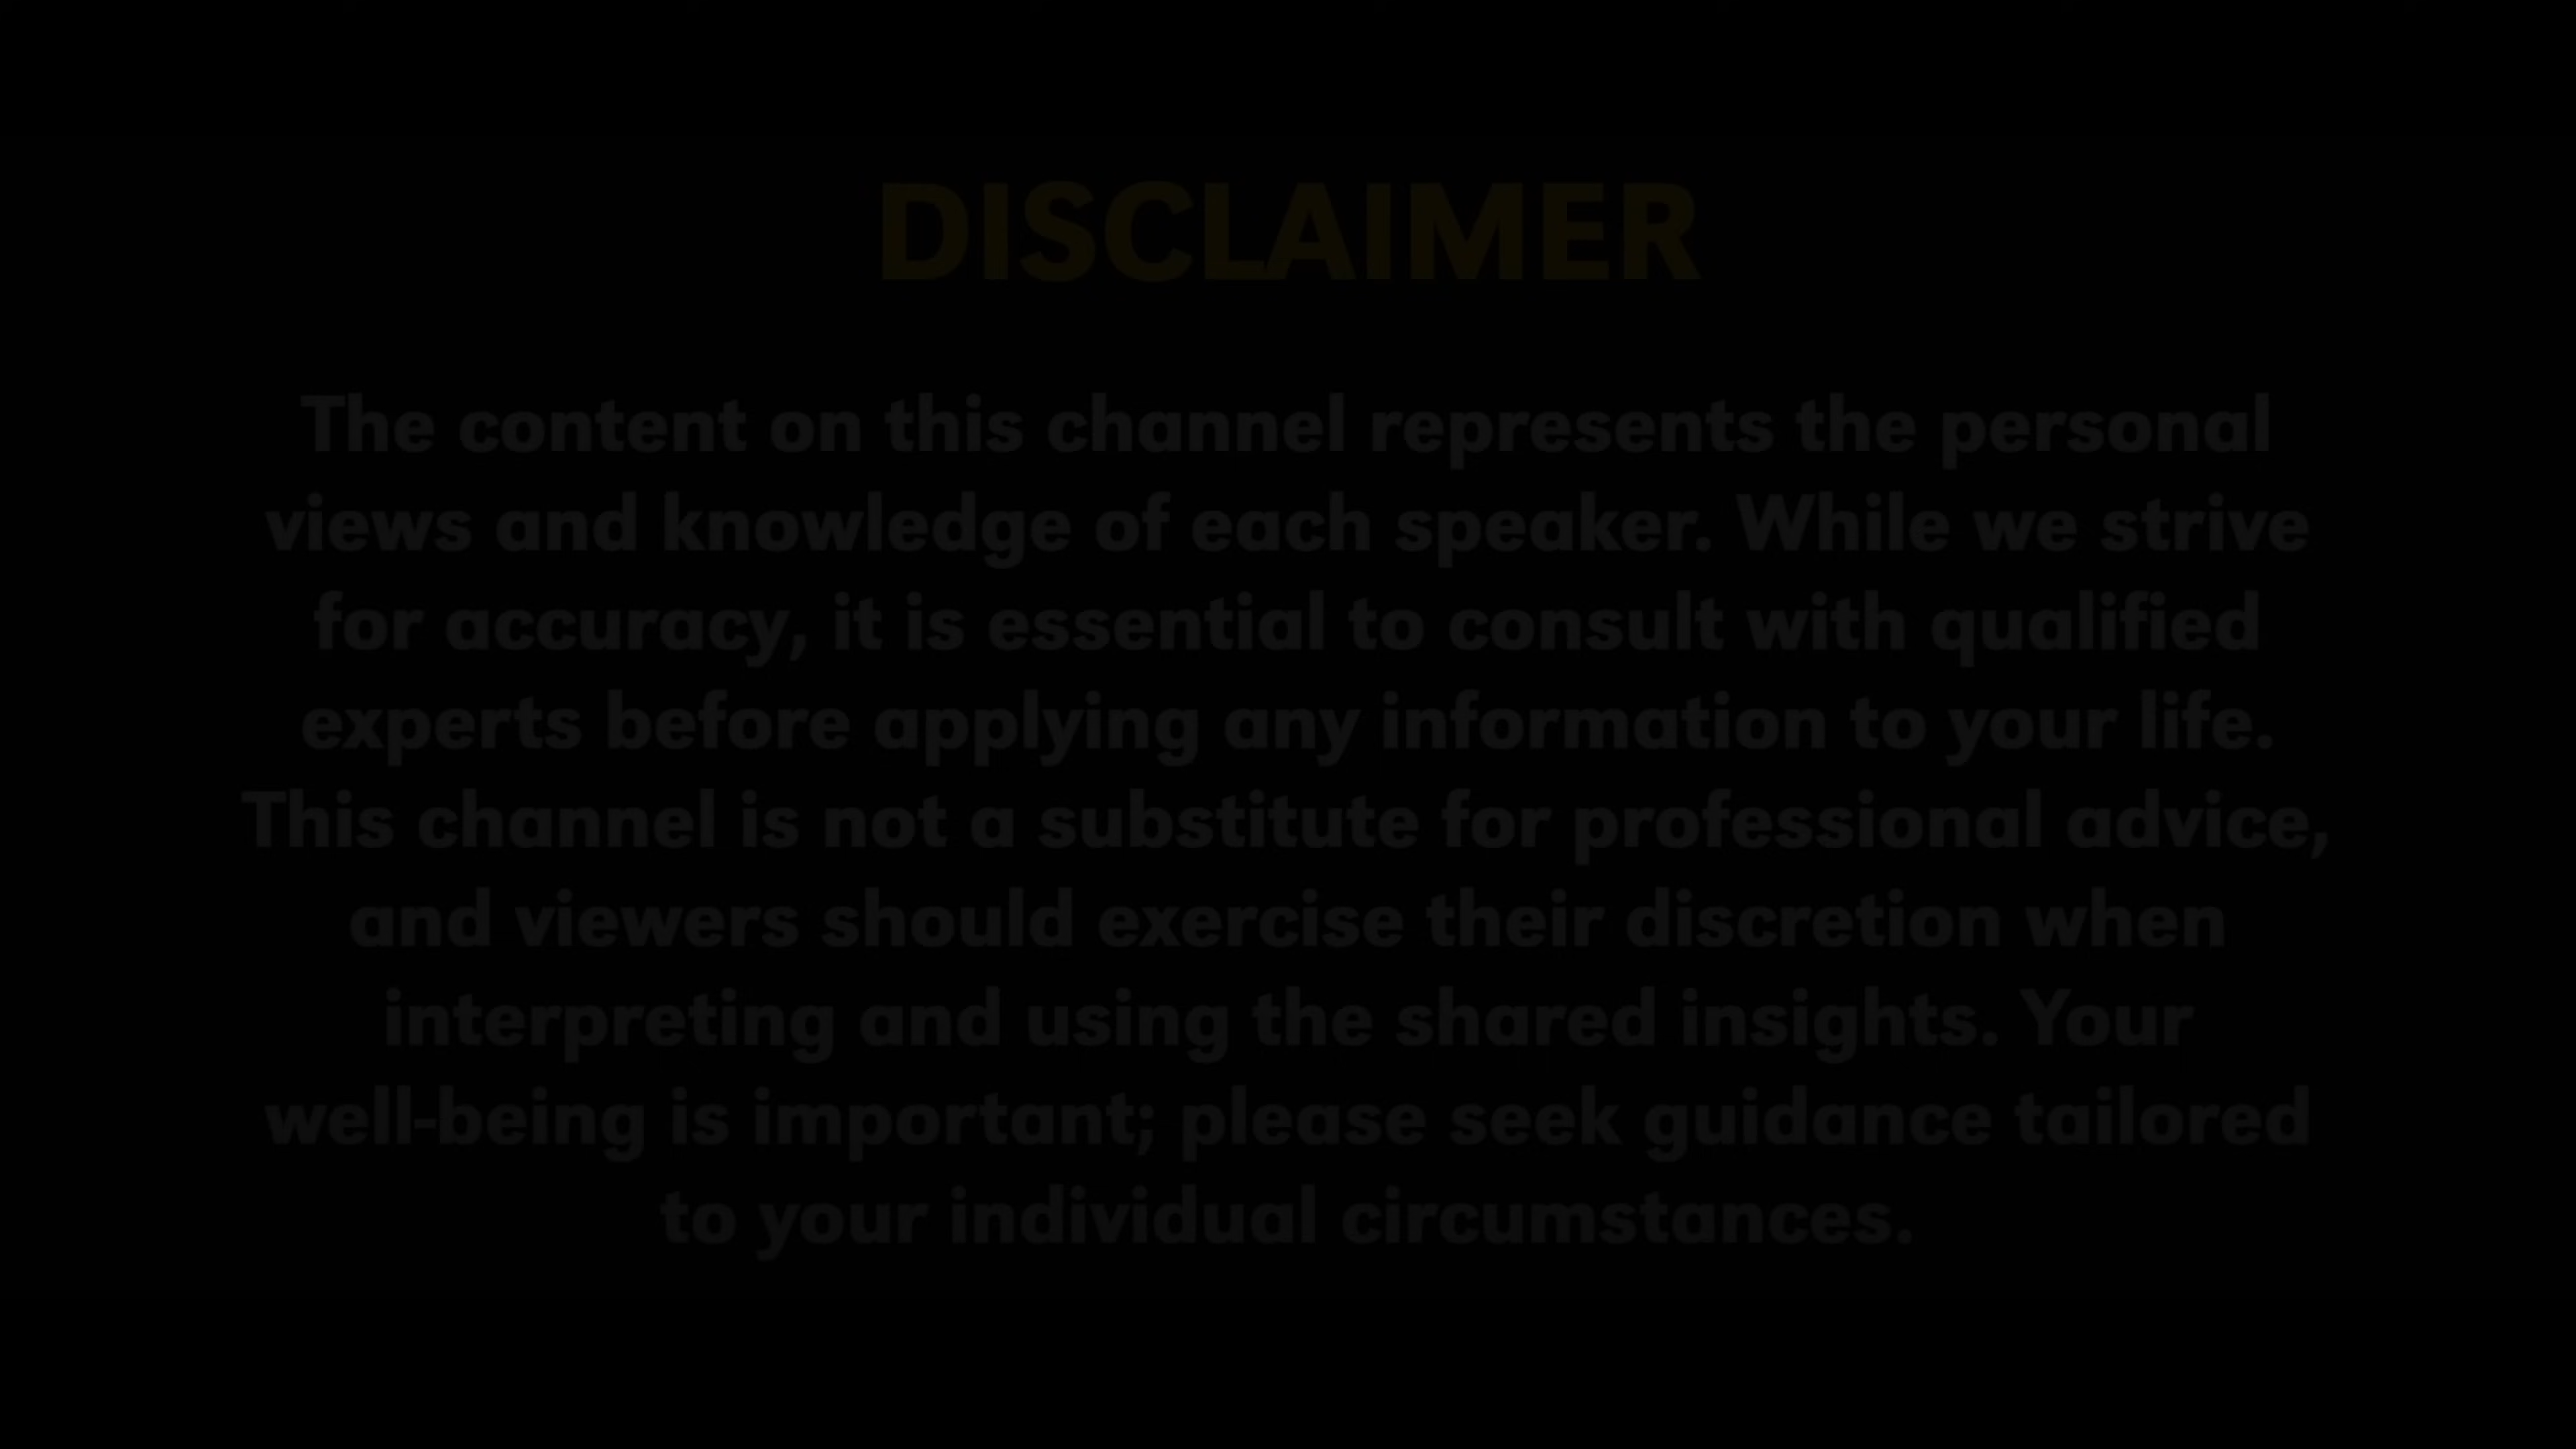 DISCLAIMER
The content on this channel represents the personal
views and knowledge of each speaker. While we strive
for accuracy, it is essential to consult with qualified
experts before applying any information to your life.
This channel is not a substitute for professional advice,
and viewers should exercise their discretion when
interpreting and using the shared insights. Your
well-being is important; please seek guidance tailored
to your individual circumstances.